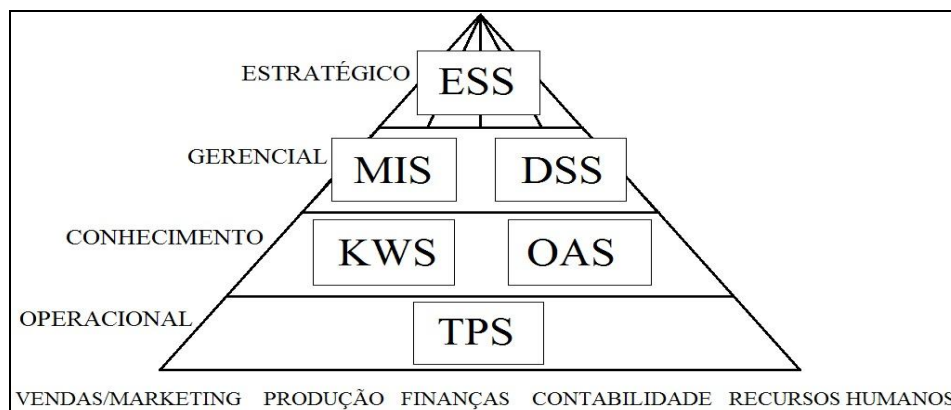 ESTRATÉGICO
ESS
GERENCIAL
MIS DSS
CONHECIMENTO
KWS OAS
OPERACIONAL
TPS
VENDAS/MARKETING PRODUÇÃO FINANÇAS CONTABILIDADE RECURSOS HUMANOS